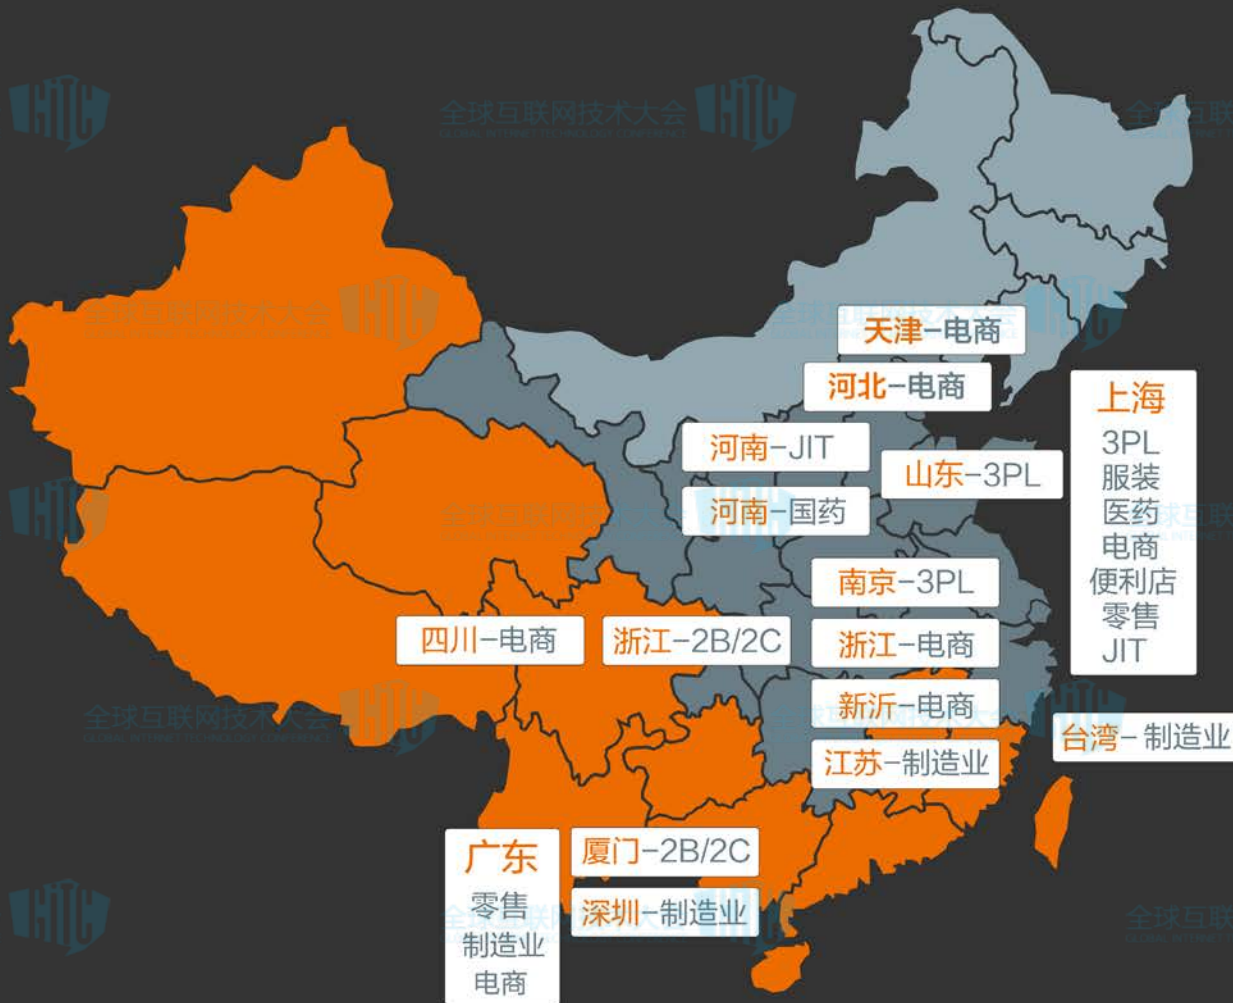 全球互联网技术大会
GLOBAL INTERNET TECHNOLOGY CONFERENCE
天津-电商
河北-电商
河南-JIT
山东-3PL
河南-国药
上海
3PL
服装
医药
电商
便利店
零售
JIT
南京-3PL
四川-电商
浙江-2B/2C
浙江-电商
新沂-电商
江苏-制造业
台湾-制造业
广东
零售
制造业
电商
厦门-2B/2C
深圳-制造业